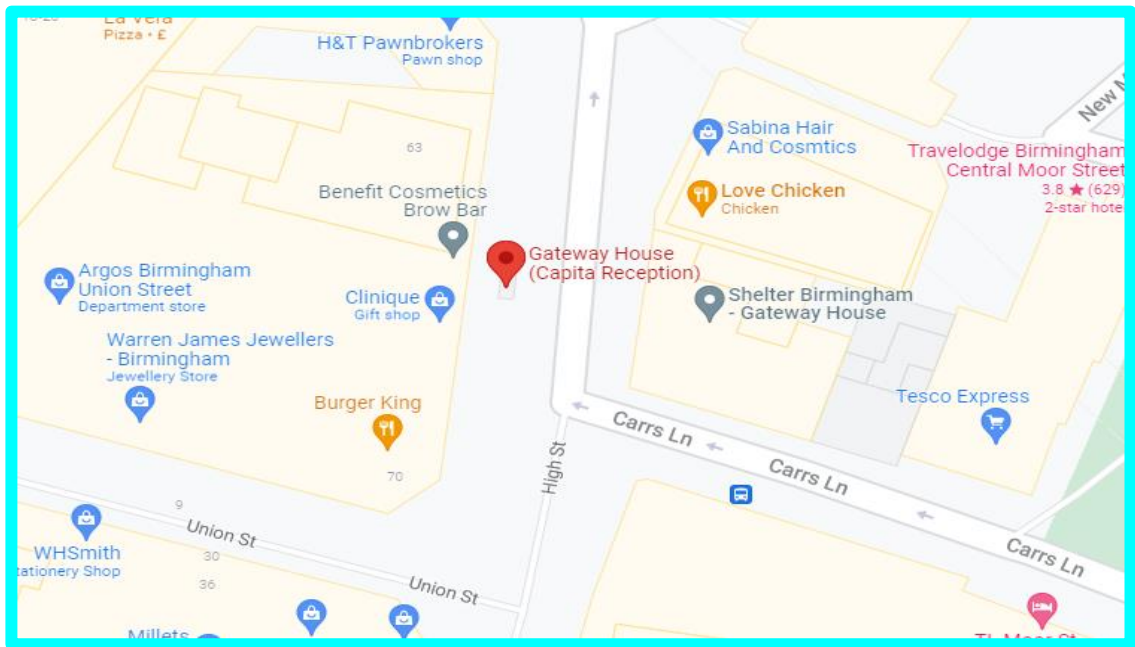 La Vera
Pizza • £
H&T Pawnbrokers
Pawn shop
63
Sabina Hair
And Cosmtics
New
Travelodge Birmingham
Central Moor Street
3.8 ★ (629)
2-star hote
Love Chicken
Chicken
Benefit Cosmetics
Brow Bar
Gateway House
(Capita Reception)
Argos Birmingham
Union Street
Department store
Clinique
Gift shop
Shelter Birmingham
- Gateway House
Warren James Jewellers
- Birmingham
Jewellery Store
Burger King
70
Tesco Express
Carrs Ln
Carrs Ln
Carrs Ln
High St
9
Union St
30
36
Union St
WHSmith
tationery Shop
Millets